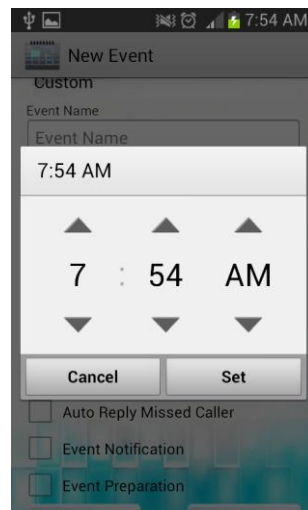 7:54 AM
New Event
Custom
Event Name
Event Name
7:54 AM
7 : 54 AM
Cancel Set
Auto Reply Missed Caller
Event Notification
Event Preparation